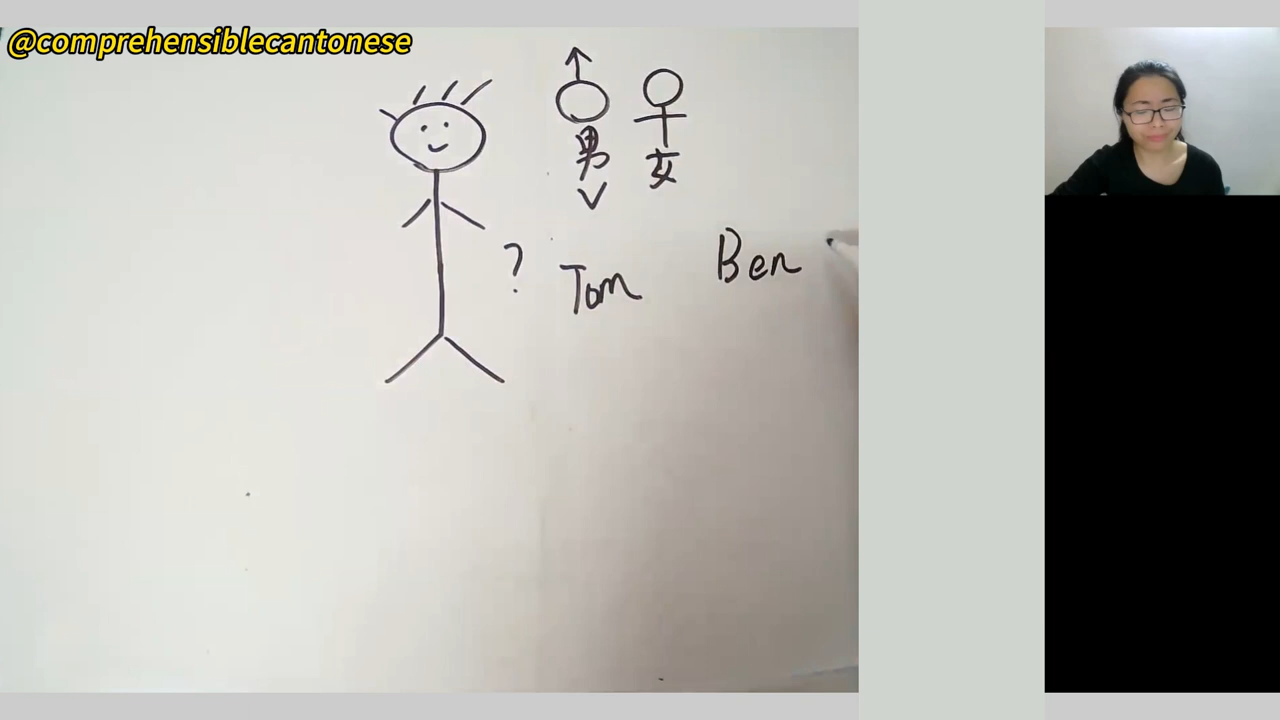 @comprehensiblecantonese
男 女
?
Tom
Ben